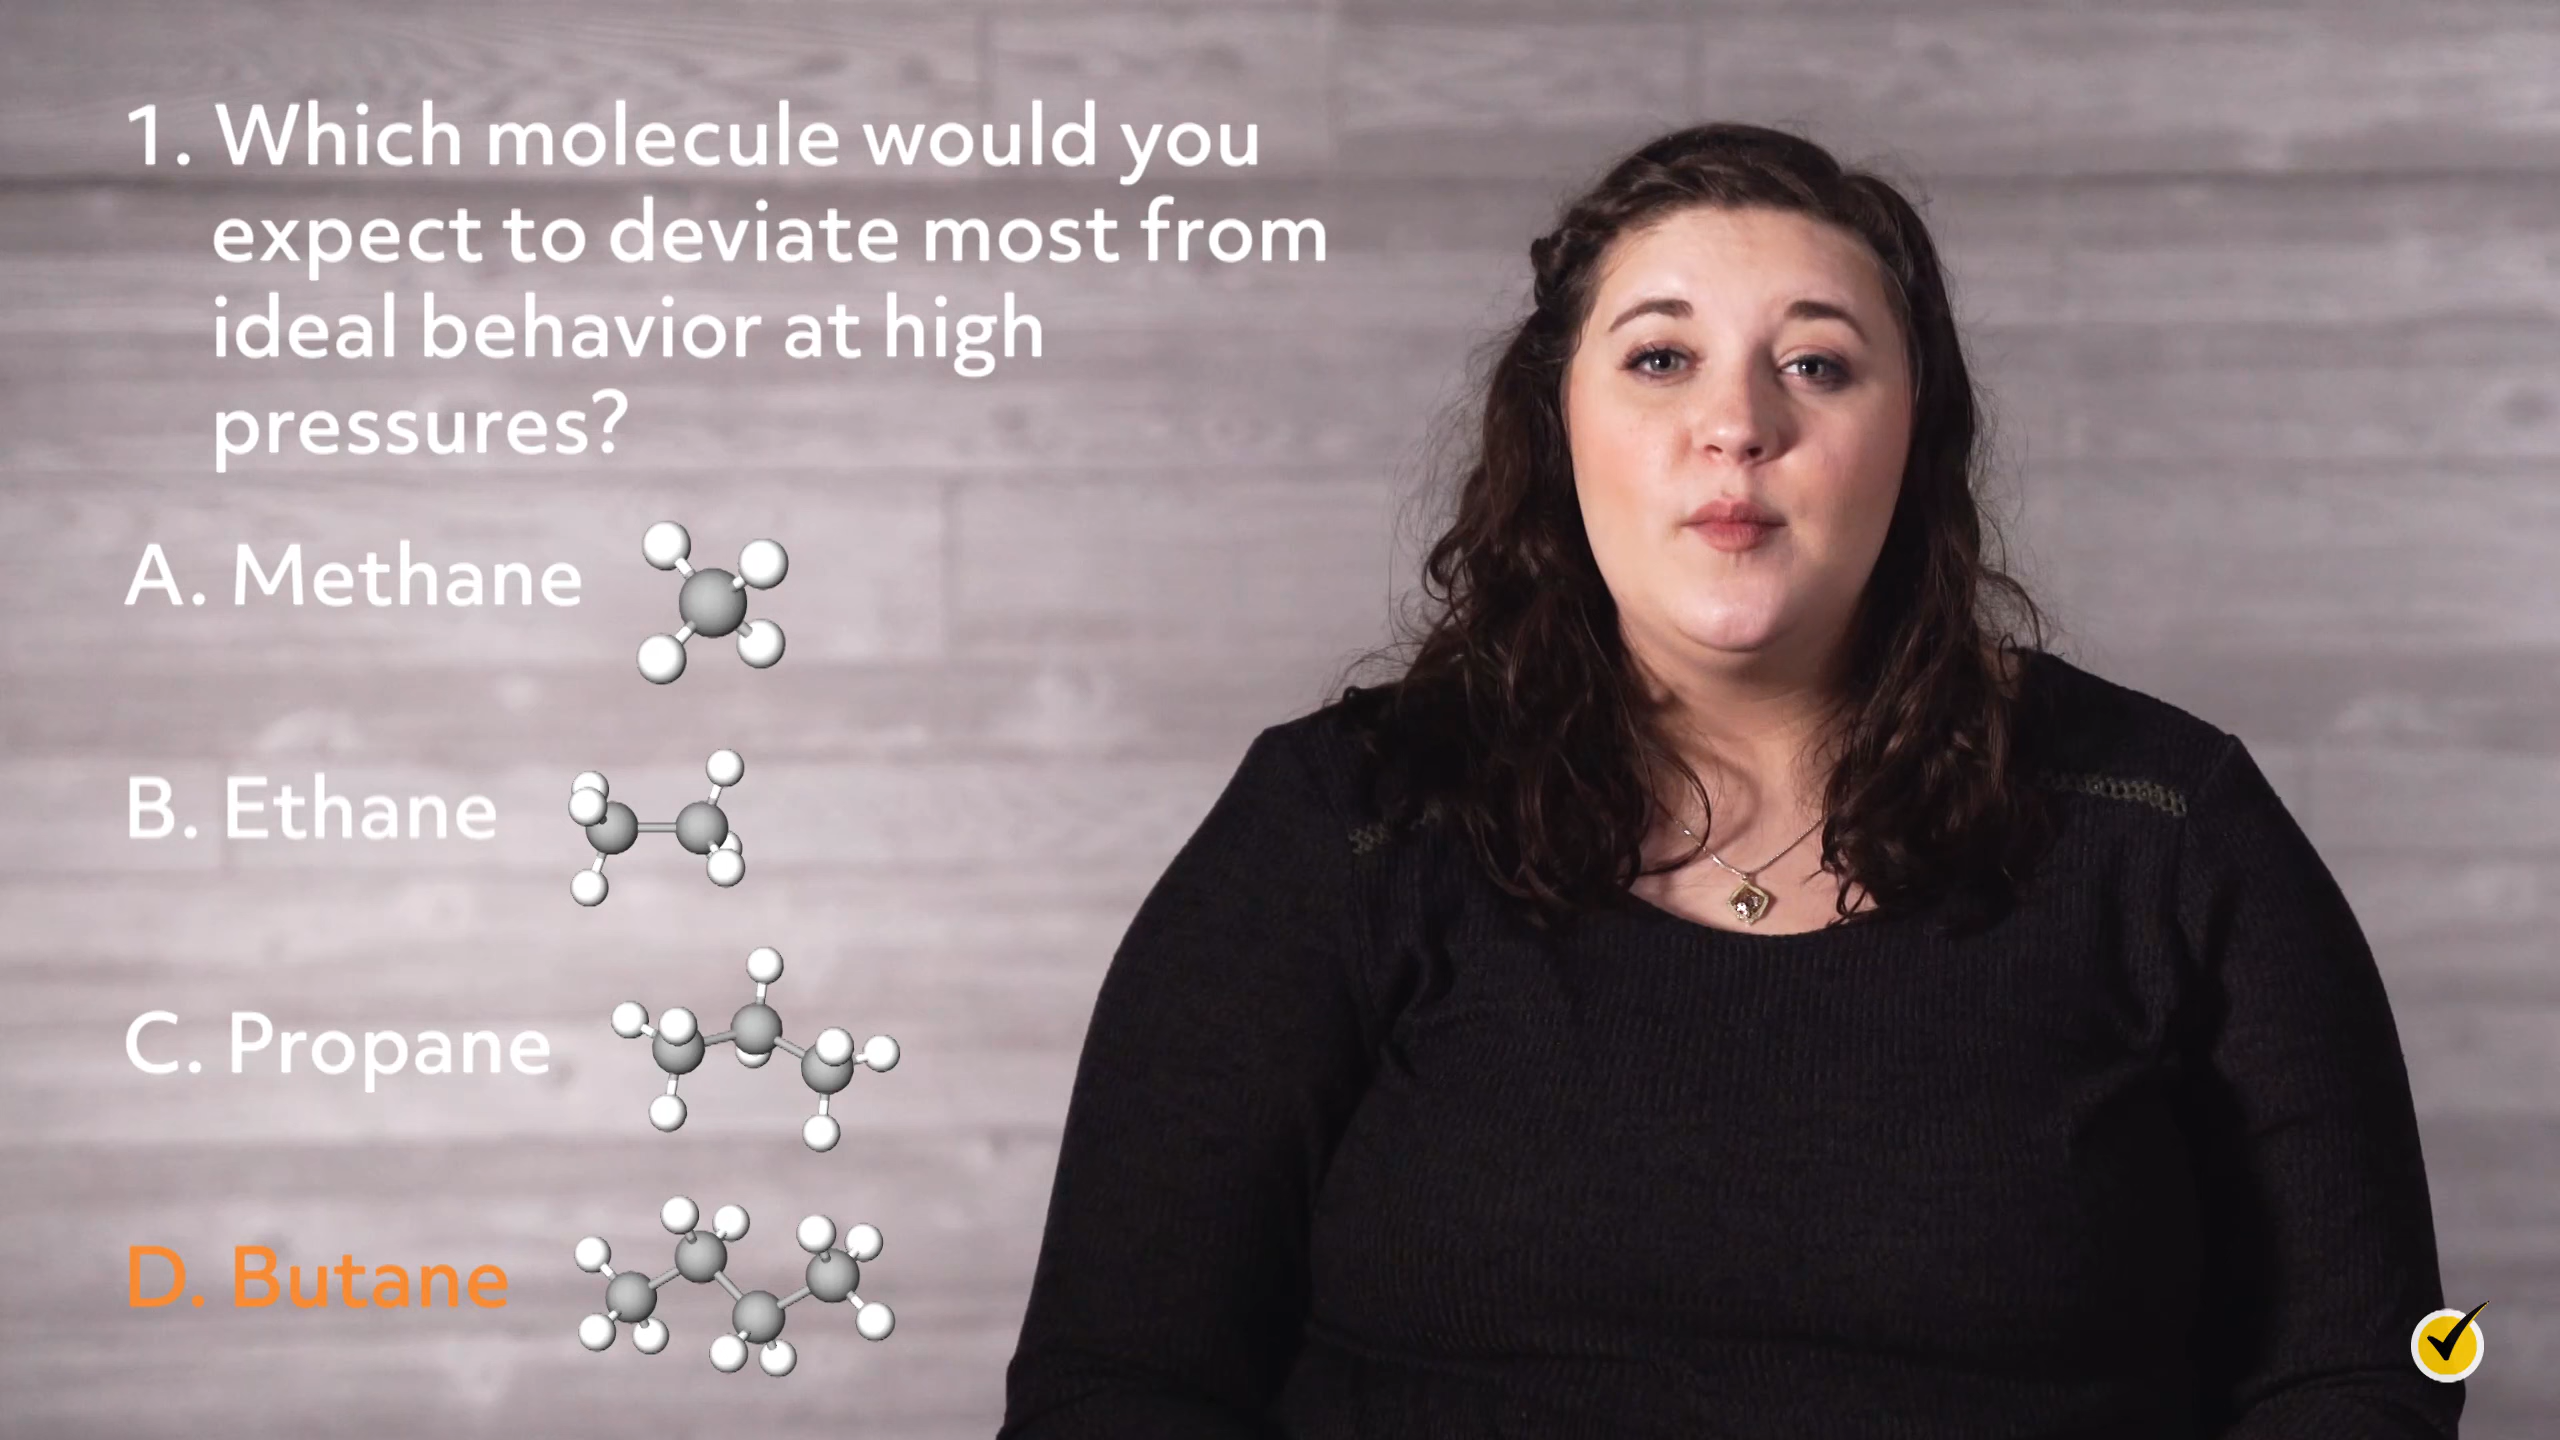 1. Which molecule would you
expect to deviate most from
ideal behavior at high
pressures?
A. Methane
B. Ethane
C. Propane
D. Butane